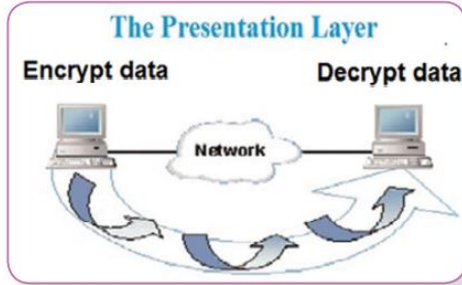 The Presentation Layer
Encrypt data
Decrypt data
Network